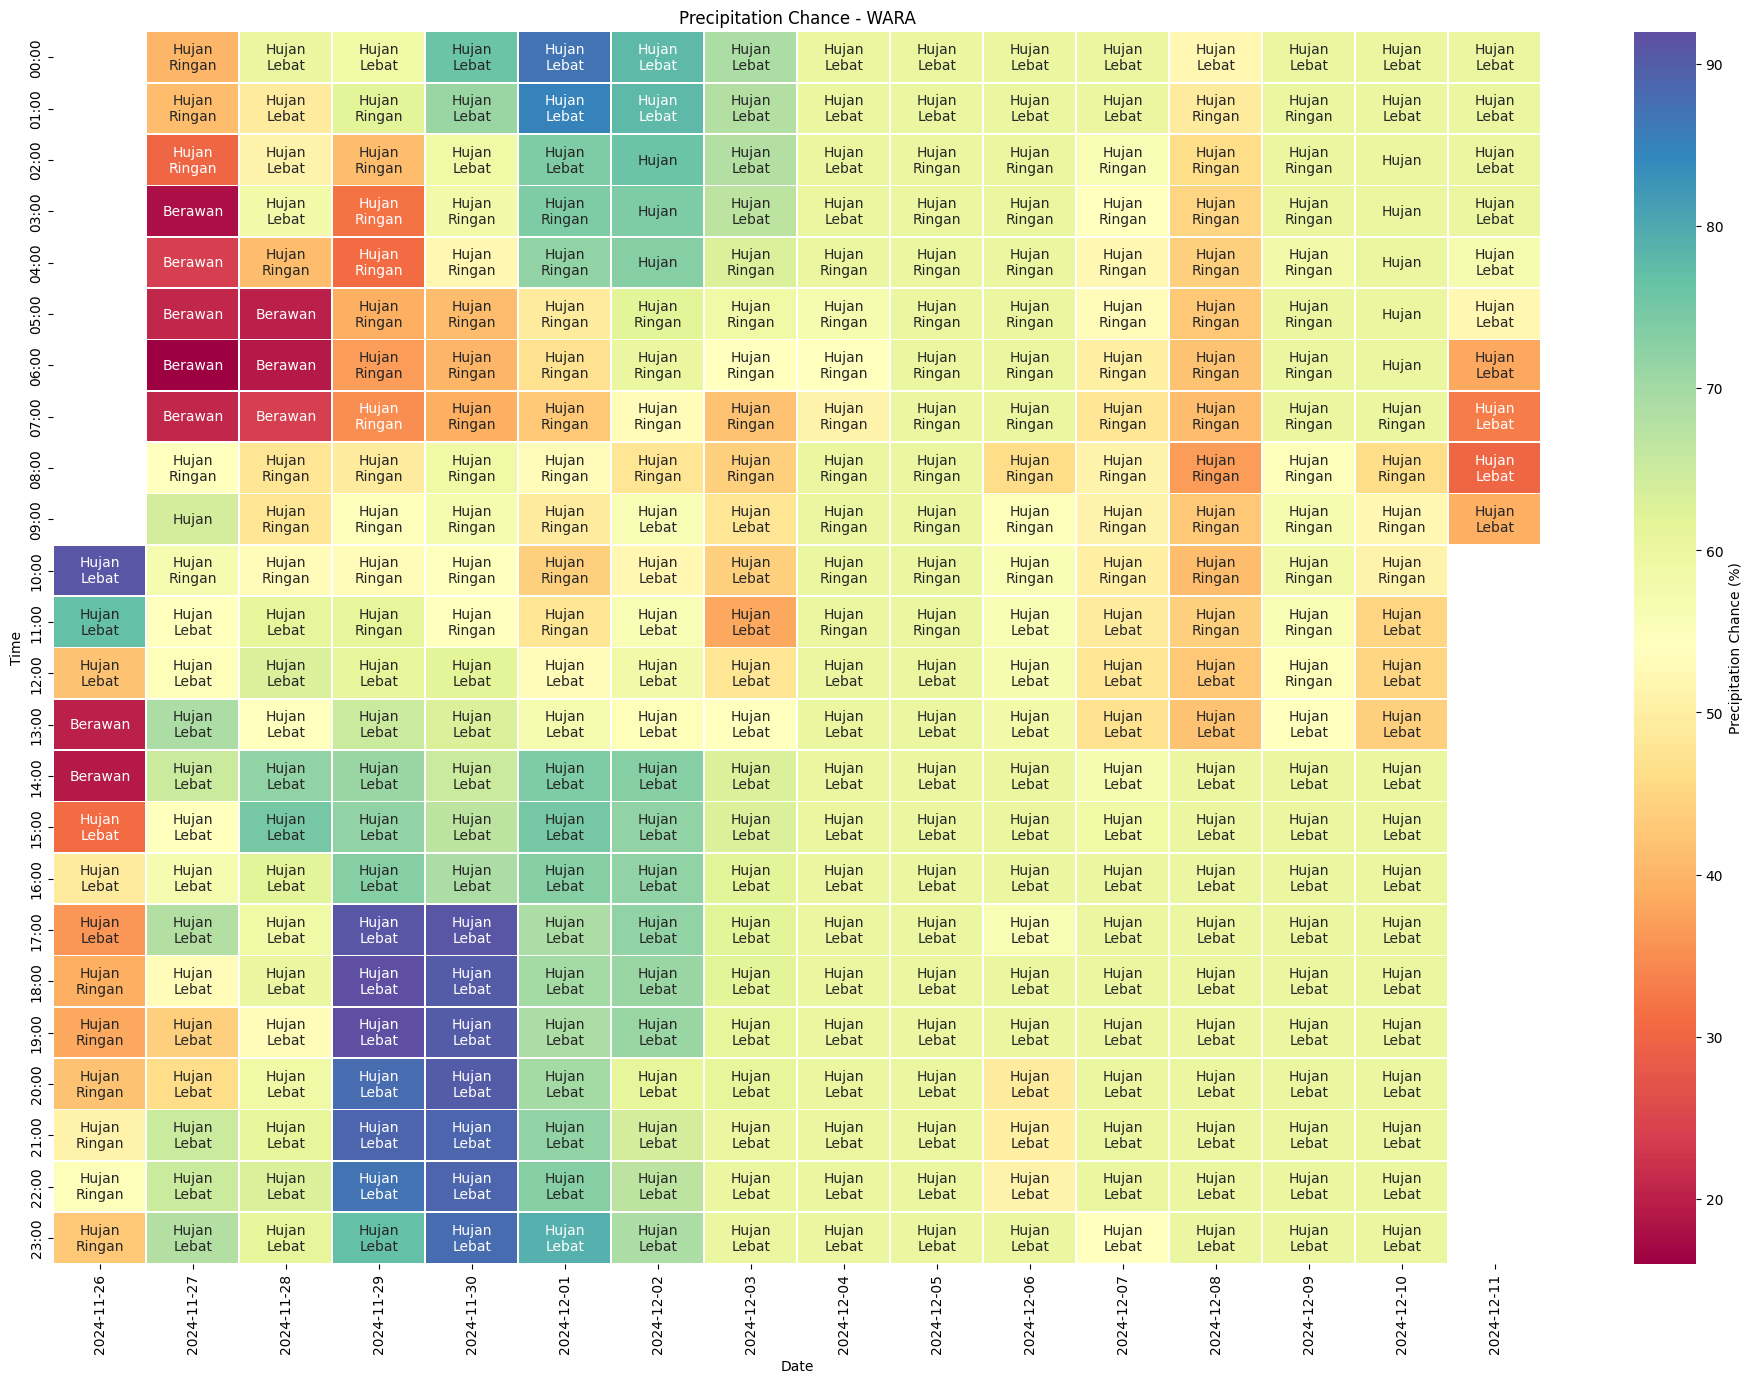 Precipitation Chance - WARA
00:00 Hujan Ringan Hujan Lebat Hujan Lebat Hujan Lebat Hujan Lebat Hujan Lebat Hujan Lebat Hujan Lebat Hujan Lebat Hujan Lebat Hujan Lebat Hujan Lebat Hujan Lebat Hujan Lebat Hujan Lebat
01:00 Hujan Ringan Hujan Lebat Hujan Ringan Hujan Lebat Hujan Lebat Hujan Lebat Hujan Lebat Hujan Lebat Hujan Lebat Hujan Lebat Hujan Lebat Hujan Ringan Hujan Ringan Hujan Lebat Hujan Lebat
02:00 Hujan Ringan Hujan Lebat Hujan Ringan Hujan Lebat Hujan Lebat Hujan Hujan Lebat Hujan Lebat Hujan Ringan Hujan Ringan Hujan Ringan Hujan Ringan Hujan Ringan Hujan Hujan Lebat
03:00 Berawan Hujan Lebat Hujan Ringan Hujan Ringan Hujan Ringan Hujan Hujan Lebat Hujan Lebat Hujan Ringan Hujan Ringan Hujan Ringan Hujan Ringan Hujan Ringan Hujan Hujan Lebat
04:00 Berawan Hujan Ringan Hujan Ringan Hujan Ringan Hujan Ringan Hujan Hujan Ringan Hujan Ringan Hujan Ringan Hujan Ringan Hujan Ringan Hujan Ringan Hujan Ringan Hujan Hujan Lebat
05:00 Berawan Berawan Hujan Ringan Hujan Ringan Hujan Ringan Hujan Ringan Hujan Ringan Hujan Ringan Hujan Ringan Hujan Ringan Hujan Ringan Hujan Ringan Hujan Ringan Hujan Hujan Lebat
06:00 Berawan Berawan Hujan Ringan Hujan Ringan Hujan Ringan Hujan Ringan Hujan Ringan Hujan Ringan Hujan Ringan Hujan Ringan Hujan Ringan Hujan Ringan Hujan Ringan Hujan Hujan Lebat
07:00 Berawan Berawan Hujan Ringan Hujan Ringan Hujan Ringan Hujan Ringan Hujan Ringan Hujan Ringan Hujan Ringan Hujan Ringan Hujan Ringan Hujan Ringan Hujan Ringan Hujan Ringan Hujan Lebat
08:00 Hujan Ringan Hujan Ringan Hujan Ringan Hujan Ringan Hujan Ringan Hujan Ringan Hujan Ringan Hujan Ringan Hujan Ringan Hujan Ringan Hujan Ringan Hujan Ringan Hujan Ringan Hujan Ringan Hujan Lebat
09:00 Hujan Hujan Ringan Hujan Ringan Hujan Ringan Hujan Ringan Hujan Lebat Hujan Lebat Hujan Ringan Hujan Ringan Hujan Ringan Hujan Ringan Hujan Ringan Hujan Ringan Hujan Ringan Hujan Lebat
10:00 Hujan Lebat Hujan Ringan Hujan Ringan Hujan Ringan Hujan Ringan Hujan Ringan Hujan Lebat Hujan Lebat Hujan Ringan Hujan Ringan Hujan Ringan Hujan Ringan Hujan Ringan Hujan Ringan Hujan Ringan
11:00 Hujan Lebat Hujan Lebat Hujan Lebat Hujan Ringan Hujan Ringan Hujan Ringan Hujan Lebat Hujan Lebat Hujan Ringan Hujan Ringan Hujan Lebat Hujan Lebat Hujan Ringan Hujan Ringan Hujan Lebat
12:00 Hujan Lebat Hujan Lebat Hujan Lebat Hujan Lebat Hujan Lebat Hujan Lebat Hujan Lebat Hujan Lebat Hujan Lebat Hujan Lebat Hujan Lebat Hujan Lebat Hujan Lebat Hujan Ringan Hujan Lebat
13:00 Berawan Hujan Lebat Hujan Lebat Hujan Lebat Hujan Lebat Hujan Lebat Hujan Lebat Hujan Lebat Hujan Lebat Hujan Lebat Hujan Lebat Hujan Lebat Hujan Lebat Hujan Lebat Hujan Lebat
14:00 Berawan Hujan Lebat Hujan Lebat Hujan Lebat Hujan Lebat Hujan Lebat Hujan Lebat Hujan Lebat Hujan Lebat Hujan Lebat Hujan Lebat Hujan Lebat Hujan Lebat Hujan Lebat Hujan Lebat
15:00 Hujan Lebat Hujan Lebat Hujan Lebat Hujan Lebat Hujan Lebat Hujan Lebat Hujan Lebat Hujan Lebat Hujan Lebat Hujan Lebat Hujan Lebat Hujan Lebat Hujan Lebat Hujan Lebat Hujan Lebat
16:00 Hujan Lebat Hujan Lebat Hujan Lebat Hujan Lebat Hujan Lebat Hujan Lebat Hujan Lebat Hujan Lebat Hujan Lebat Hujan Lebat Hujan Lebat Hujan Lebat Hujan Lebat Hujan Lebat Hujan Lebat
17:00 Hujan Lebat Hujan Lebat Hujan Lebat Hujan Lebat Hujan Lebat Hujan Lebat Hujan Lebat Hujan Lebat Hujan Lebat Hujan Lebat Hujan Lebat Hujan Lebat Hujan Lebat Hujan Lebat Hujan Lebat
18:00 Hujan Ringan Hujan Lebat Hujan Lebat Hujan Lebat Hujan Lebat Hujan Lebat Hujan Lebat Hujan Lebat Hujan Lebat Hujan Lebat Hujan Lebat Hujan Lebat Hujan Lebat Hujan Lebat Hujan Lebat
19:00 Hujan Ringan Hujan Lebat Hujan Lebat Hujan Lebat Hujan Lebat Hujan Lebat Hujan Lebat Hujan Lebat Hujan Lebat Hujan Lebat Hujan Lebat Hujan Lebat Hujan Lebat Hujan Lebat Hujan Lebat
20:00 Hujan Ringan Hujan Lebat Hujan Lebat Hujan Lebat Hujan Lebat Hujan Lebat Hujan Lebat Hujan Lebat Hujan Lebat Hujan Lebat Hujan Lebat Hujan Lebat Hujan Lebat Hujan Lebat Hujan Lebat
21:00 Hujan Ringan Hujan Lebat Hujan Lebat Hujan Lebat Hujan Lebat Hujan Lebat Hujan Lebat Hujan Lebat Hujan Lebat Hujan Lebat Hujan Lebat Hujan Lebat Hujan Lebat Hujan Lebat Hujan Lebat
22:00 Hujan Ringan Hujan Lebat Hujan Lebat Hujan Lebat Hujan Lebat Hujan Lebat Hujan Lebat Hujan Lebat Hujan Lebat Hujan Lebat Hujan Lebat Hujan Lebat Hujan Lebat Hujan Lebat Hujan Lebat
23:00 Hujan Ringan Hujan Lebat Hujan Lebat Hujan Lebat Hujan Lebat Hujan Lebat Hujan Lebat Hujan Lebat Hujan Lebat Hujan Lebat Hujan Lebat Hujan Lebat Hujan Lebat Hujan Lebat Hujan Lebat
Time
2024-11-26 2024-11-27 2024-11-28 2024-11-29 2024-11-30 2024-12-01 2024-12-02 2024-12-03 2024-12-04 2024-12-05 2024-12-06 2024-12-07 2024-12-08 2024-12-09 2024-12-10 2024-12-11
Date
90
80
70
60
50
40
30
20
Precipitation Chance (%)